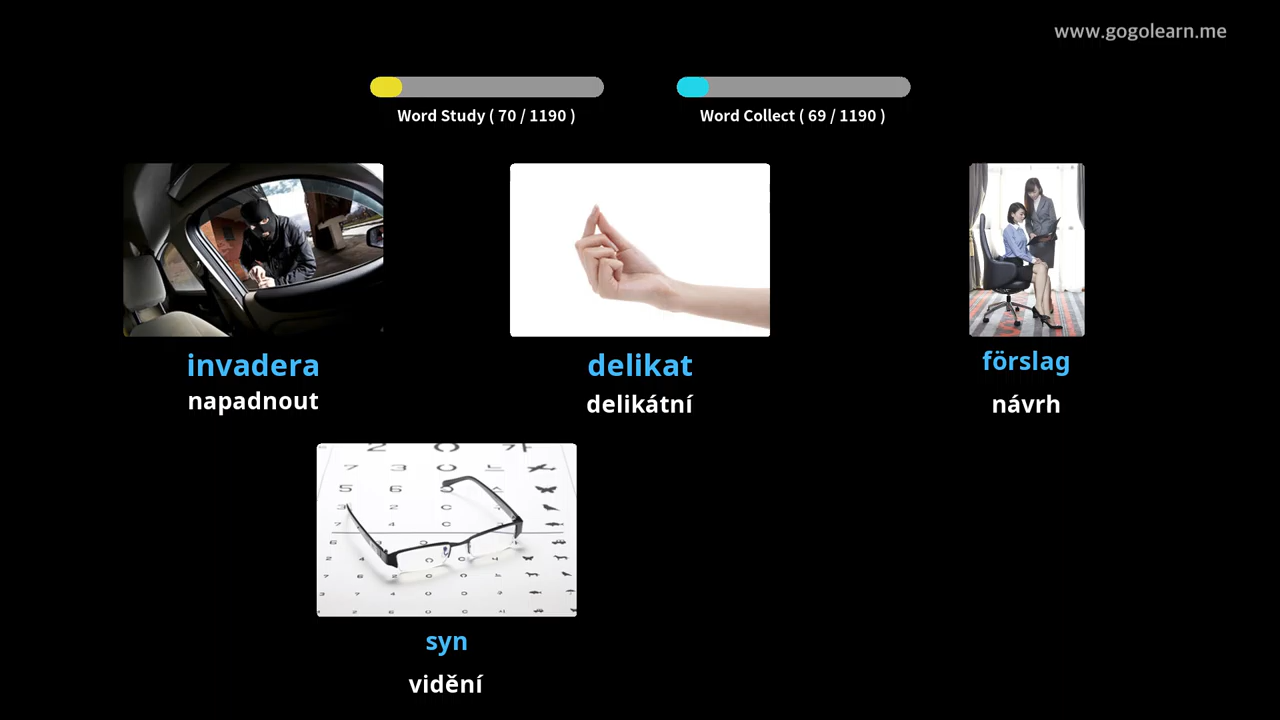 www.gogolearn.me
Word Study ( 70 / 1190 )
Word Collect ( 69 / 1190 )
invadera
napadnout
delikat
delikátní
förslag
návrh
syn
vidění